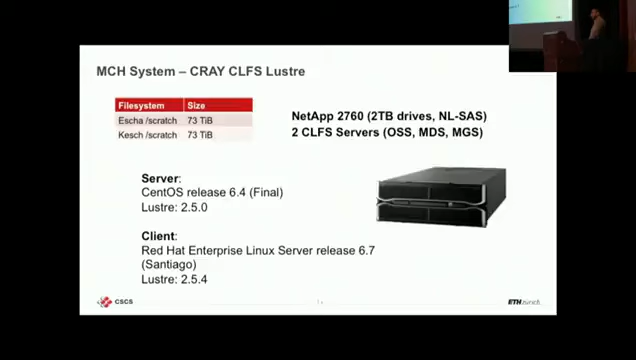 MCH System – CRAY CLFS Lustre
Filesystem Size
Escha /scratch 73 TiB
Kesch /scratch 73 TiB
NetApp 2760 (2TB drives, NL-SAS)
2 CLFS Servers (OSS, MDS, MGS)
Server:
CentOS release 6.4 (Final)
Lustre: 2.5.0
Client:
Red Hat Enterprise Linux Server release 6.7
(Santiago)
Lustre: 2.5.4
CSCS
ETH zürich